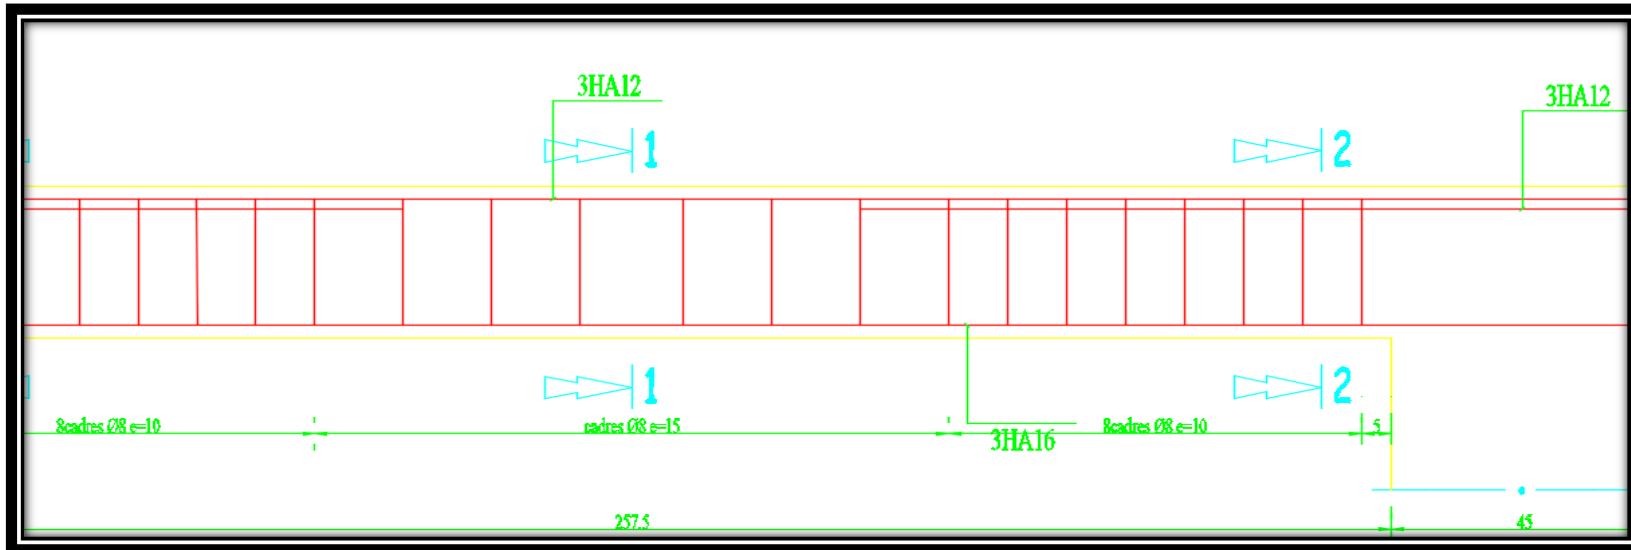 3HA12
3HA12
1
2
1
2
8cadres Ø8 e=10
cadres Ø8 e=15
8cadres Ø8 e=10
5
3HA16
257.5
45